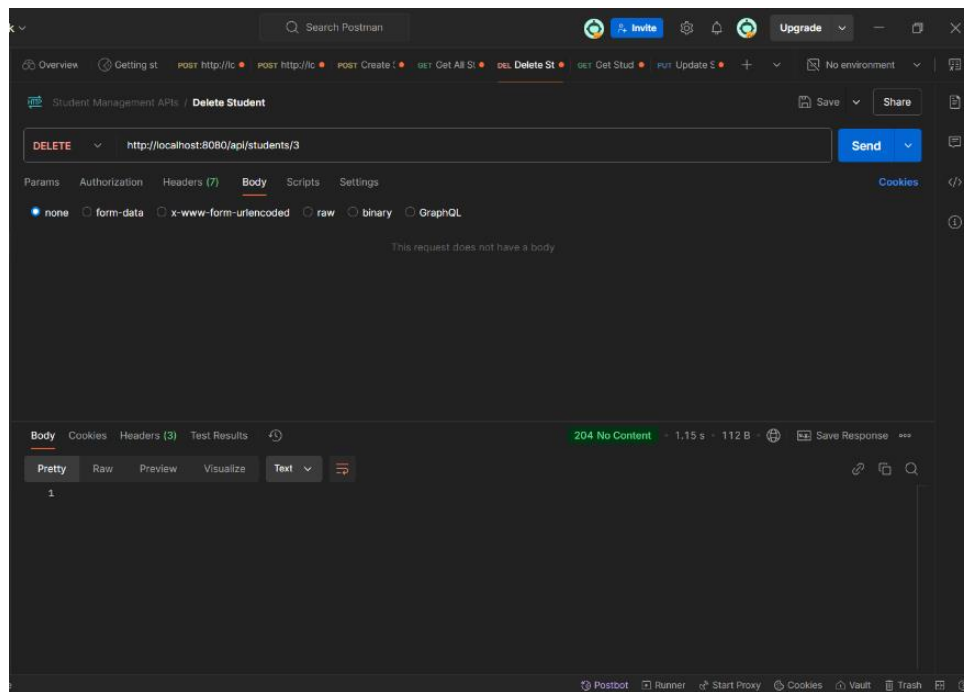 k
Search Postman
Invite
Upgrade
Overview Getting st POST http://lc POST http://lc POST Create GET Get All St DEL Delete St GET Get Stud PUT Update S No environment
Student Management APIs / Delete Student
Save Share
DELETE http://localhost:8080/api/students/3
Send
Params Authorization Headers (7) Body Scripts Settings Cookies
none form-data x-www-form-urlencoded raw binary GraphQL
This request does not have a body
Body Cookies Headers (3) Test Results 204 No Content 1.15 s 112 B Save Response
Pretty Raw Preview Visualize Text
1
Postbot Runner Start Proxy Cookies Vault Trash